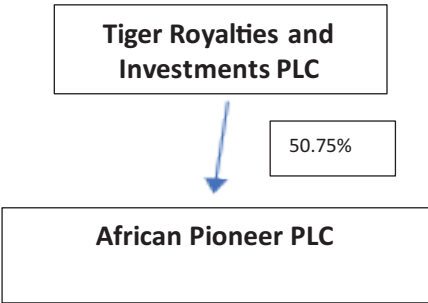 Tiger Royalties and
Investments PLC
50.75%
African Pioneer PLC